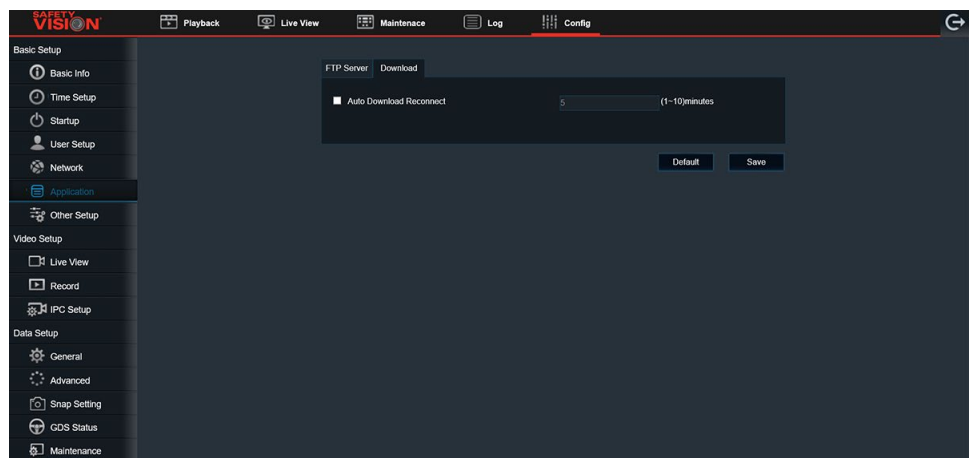 SAFETY
VISION
Playback Live View Maintenace Log Config
Basic Setup
Basic Info
Time Setup
Startup
User Setup
Network
Application
Other Setup
Video Setup
Live View
Record
IPC Setup
Data Setup
General
Advanced
Snap Setting
GDS Status
Maintenance
FTP Server Download
Auto Download Reconnect 5 (1~10)minutes
Default Save